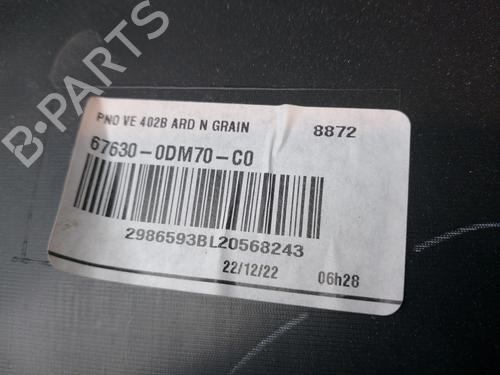 PNO VE 402B ARD N GRAIN 8872
67630-0DM70-C0
2986593BL20568243
22/12/22 06h28
B-PARTS